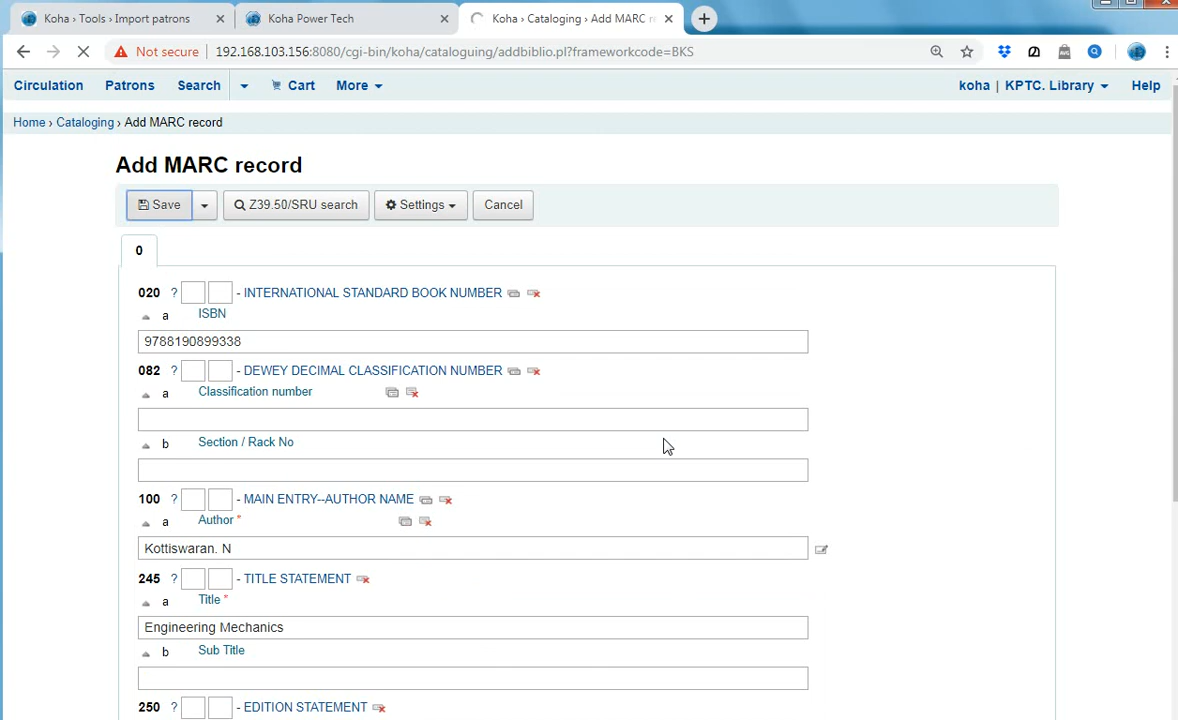 Koha › Tools › Import patrons
Koha Power Tech
Koha › Cataloging › Add MARC
Not secure 192.168.103.156:8080/cgi-bin/koha/cataloguing/addbiblio.pl?frameworkcode=BKS
Circulation Patrons Search Cart More koha | KPTC. Library Help
Home › Cataloging › Add MARC record
Add MARC record
Save Z39.50/SRU search Settings Cancel
0
020 ? - INTERNATIONAL STANDARD BOOK NUMBER
a ISBN
9788190899338
082 ? - DEWEY DECIMAL CLASSIFICATION NUMBER
a Classification number
b Section / Rack No
100 ? - MAIN ENTRY--AUTHOR NAME
a Author *
Kottiswaran. N
245 ? - TITLE STATEMENT
a Title *
Engineering Mechanics
b Sub Title
250 ? - EDITION STATEMENT